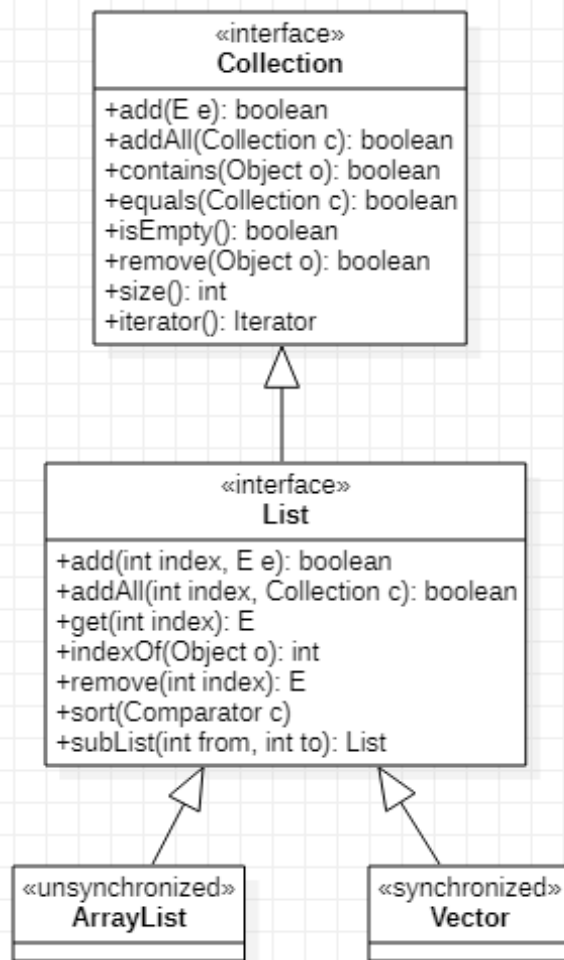 «interface»
Collection
+add(E e): boolean
+addAll(Collection c): boolean
+contains(Object o): boolean
+equals(Collection c): boolean
+isEmpty(): boolean
+remove(Object o): boolean
+size(): int
+iterator(): Iterator
«interface»
List
+add(int index, E e): boolean
+addAll(int index, Collection c): boolean
+get(int index): E
+indexOf(Object o): int
+remove(int index): E
+sort(Comparator c)
+subList(int from, int to): List
«unsynchronized»
ArrayList
«synchronized»
Vector